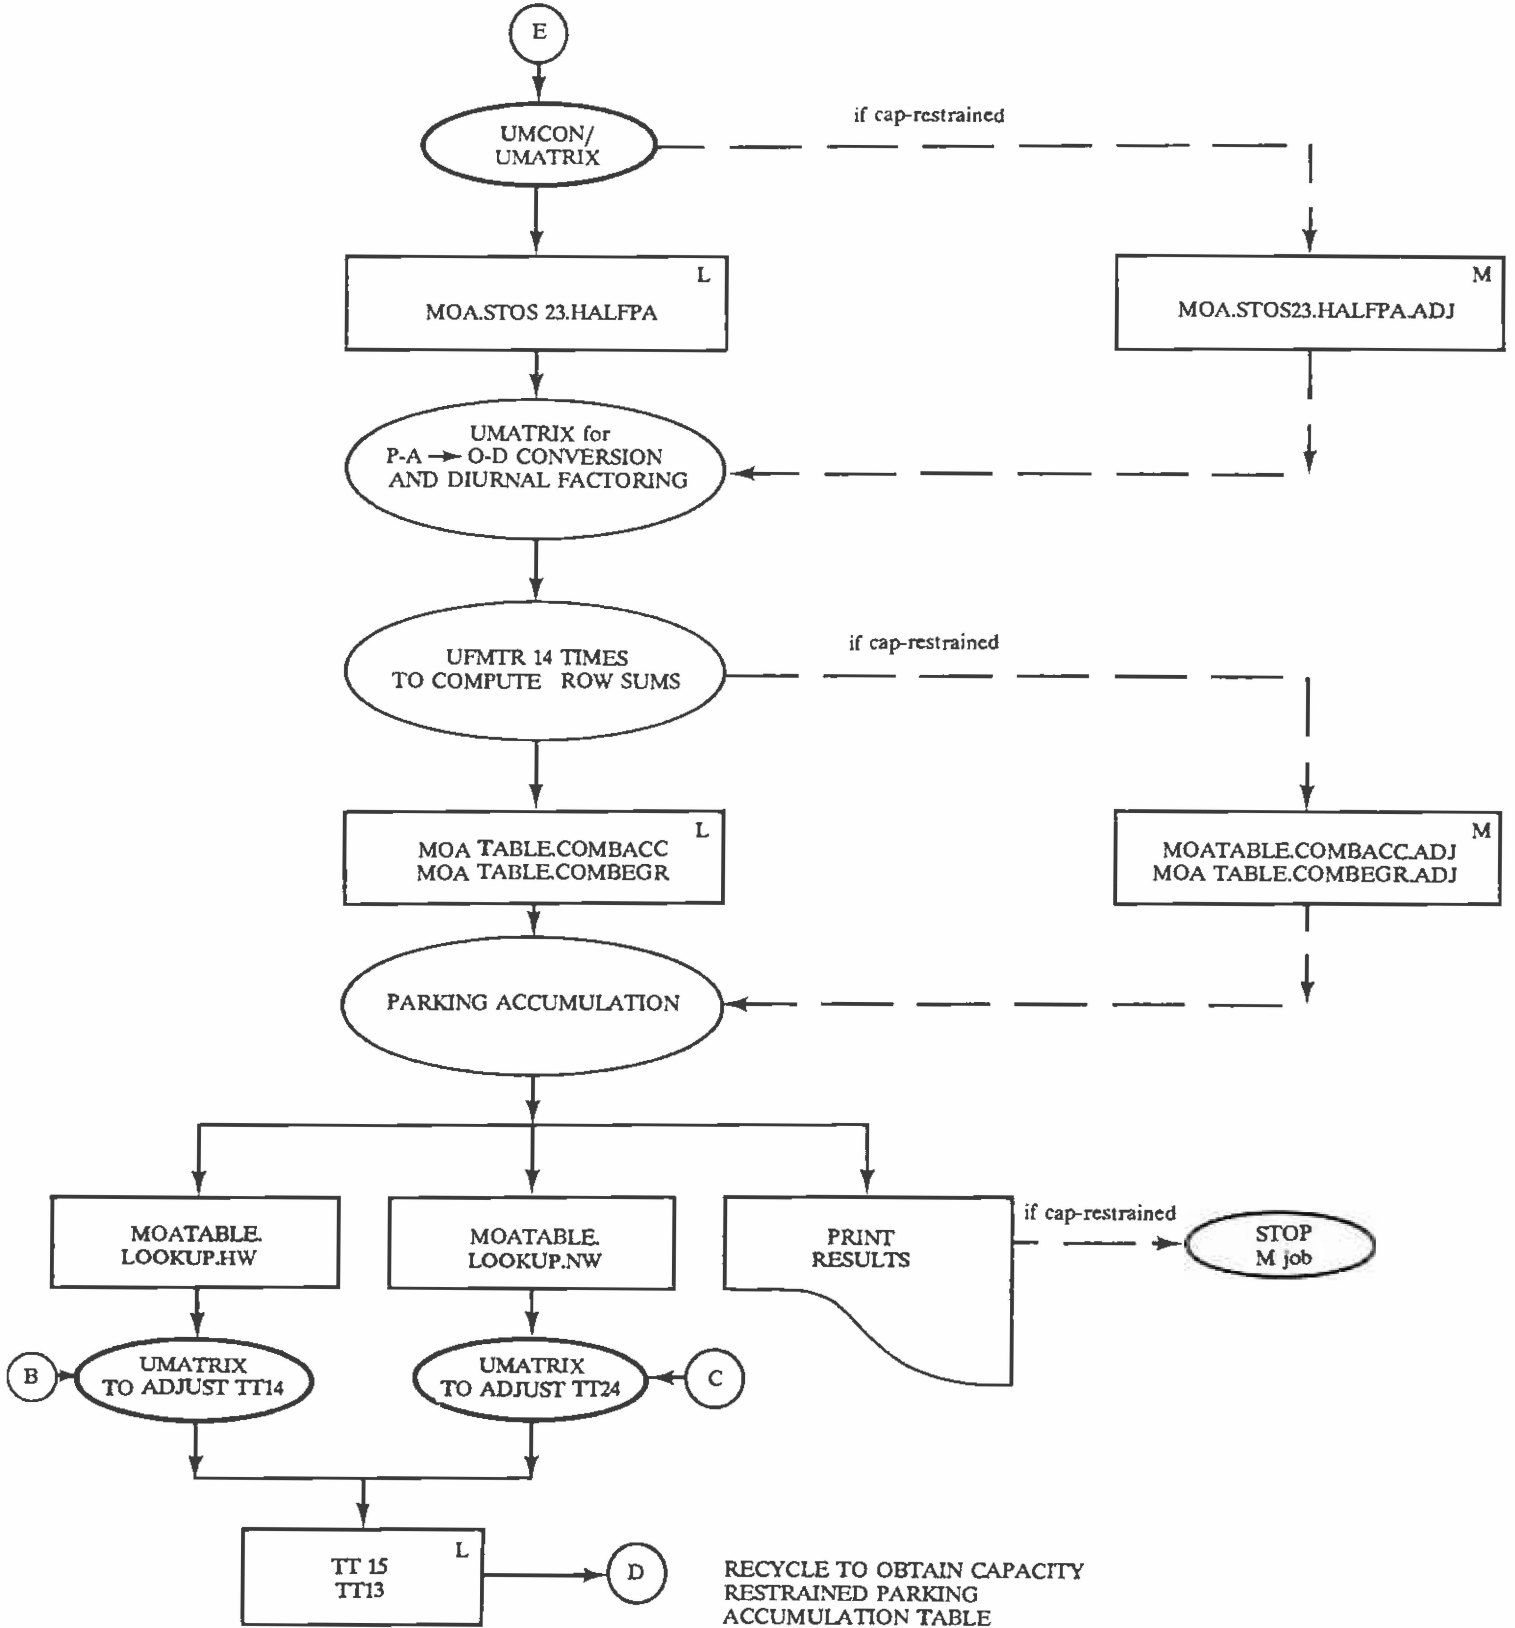 E
UMCON/
UMATRIX
if cap-restrained
L
MOA.STOS 23.HALFPA
M
MOA.STOS23.HALFPA.ADJ
UMATRIX for
P-A → O-D CONVERSION
AND DIURNAL FACTORING
UFMTR 14 TIMES
TO COMPUTE ROW SUMS
if cap-restrained
L
MOA TABLE.COMBACC
MOA TABLE.COMBEGR
M
MOATABLE.COMBACC.ADJ
MOA TABLE.COMBEGR.ADJ
PARKING ACCUMULATION
MOATABLE.
LOOKUP.HW
MOATABLE.
LOOKUP.NW
PRINT
RESULTS
if cap-restrained
STOP
M job
B
UMATRIX
TO ADJUST TT14
UMATRIX
TO ADJUST TT24
C
L
TT 15
TT13
D
RECYCLE TO OBTAIN CAPACITY
RESTRAINED PARKING
ACCUMULATION TABLE